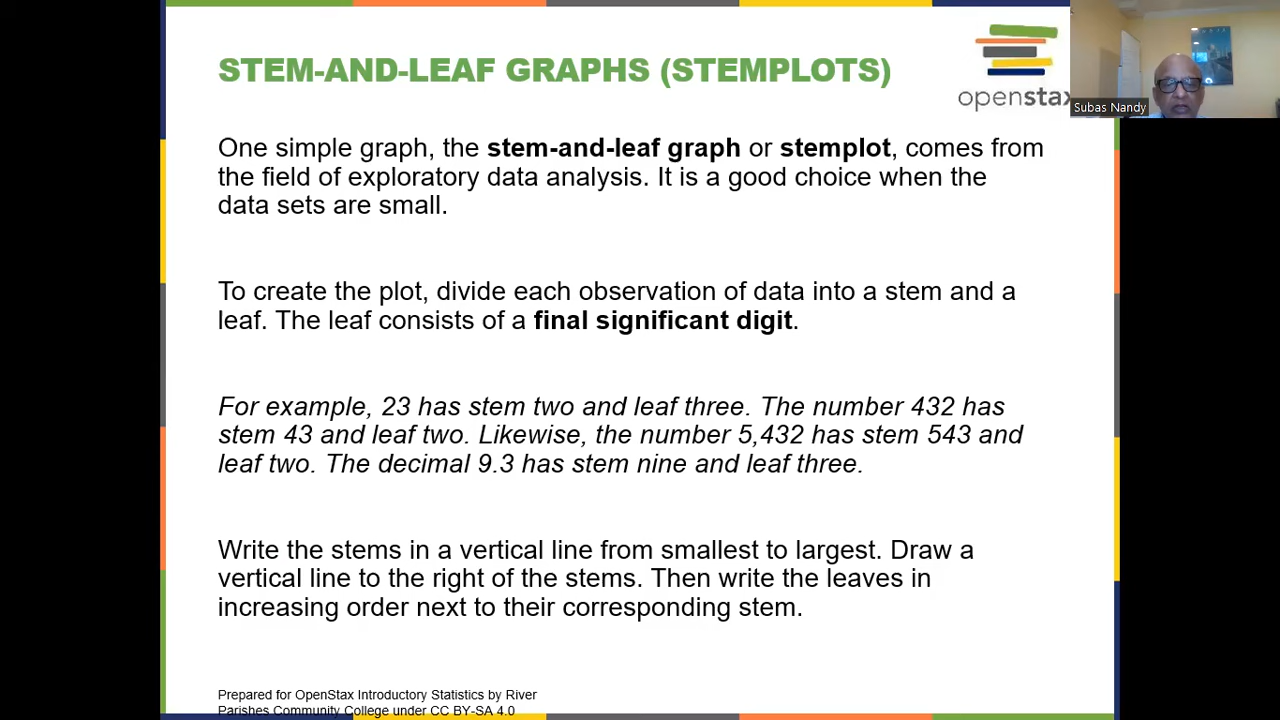 STEM-AND-LEAF GRAPHS (STEMPLOTS)
openstax
Subas Nandy
One simple graph, the stem-and-leaf graph or stemplot, comes from
the field of exploratory data analysis. It is a good choice when the
data sets are small.
To create the plot, divide each observation of data into a stem and a
leaf. The leaf consists of a final significant digit.
For example, 23 has stem two and leaf three. The number 432 has
stem 43 and leaf two. Likewise, the number 5,432 has stem 543 and
leaf two. The decimal 9.3 has stem nine and leaf three.
Write the stems in a vertical line from smallest to largest. Draw a
vertical line to the right of the stems. Then write the leaves in
increasing order next to their corresponding stem.
Prepared for OpenStax Introductory Statistics by River
Parishes Community College under CC BY-SA 4.0